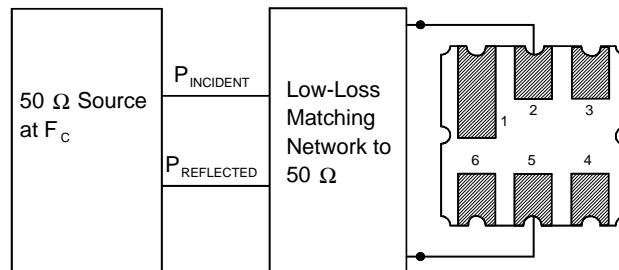 50 Ω Source
at F_C
P_INCIDENT
P_REFLECTED
Low-Loss
Matching
Network to
50 Ω
1
2
3
6
5
4